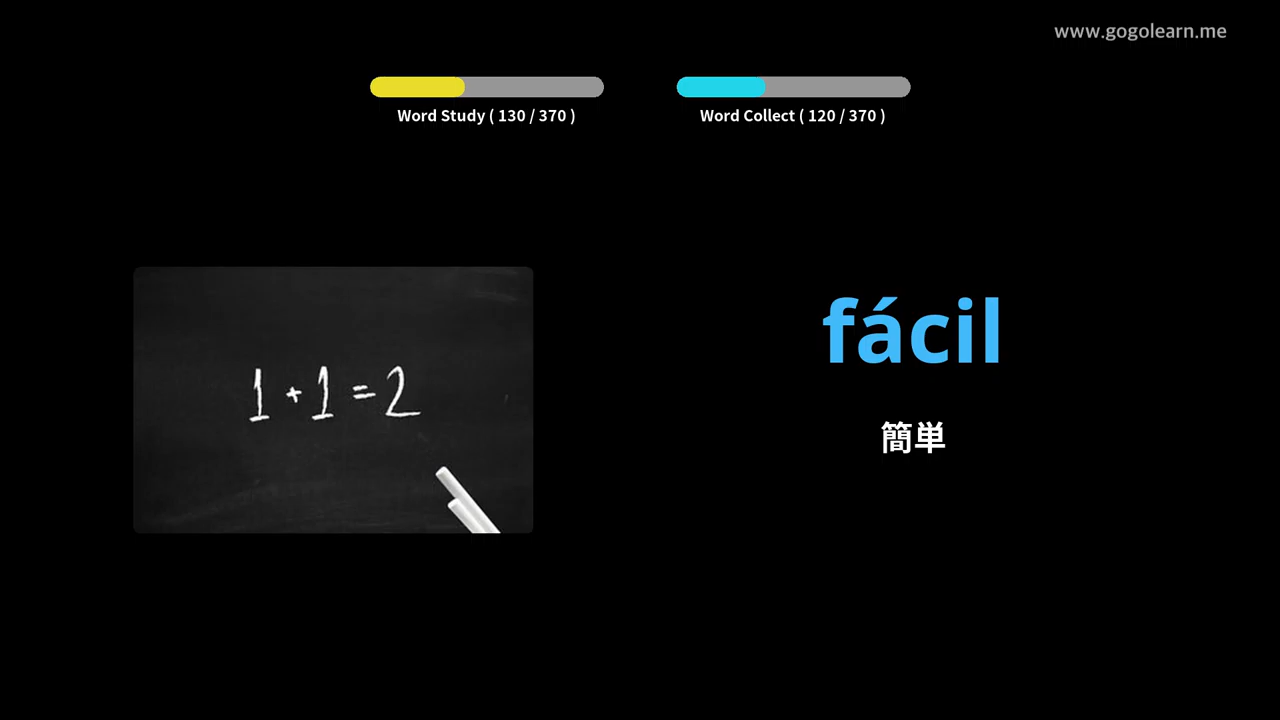 www.gogolearn.me
Word Study ( 130 / 370 )
Word Collect ( 120 / 370 )
1 + 1 = 2
fácil
簡単